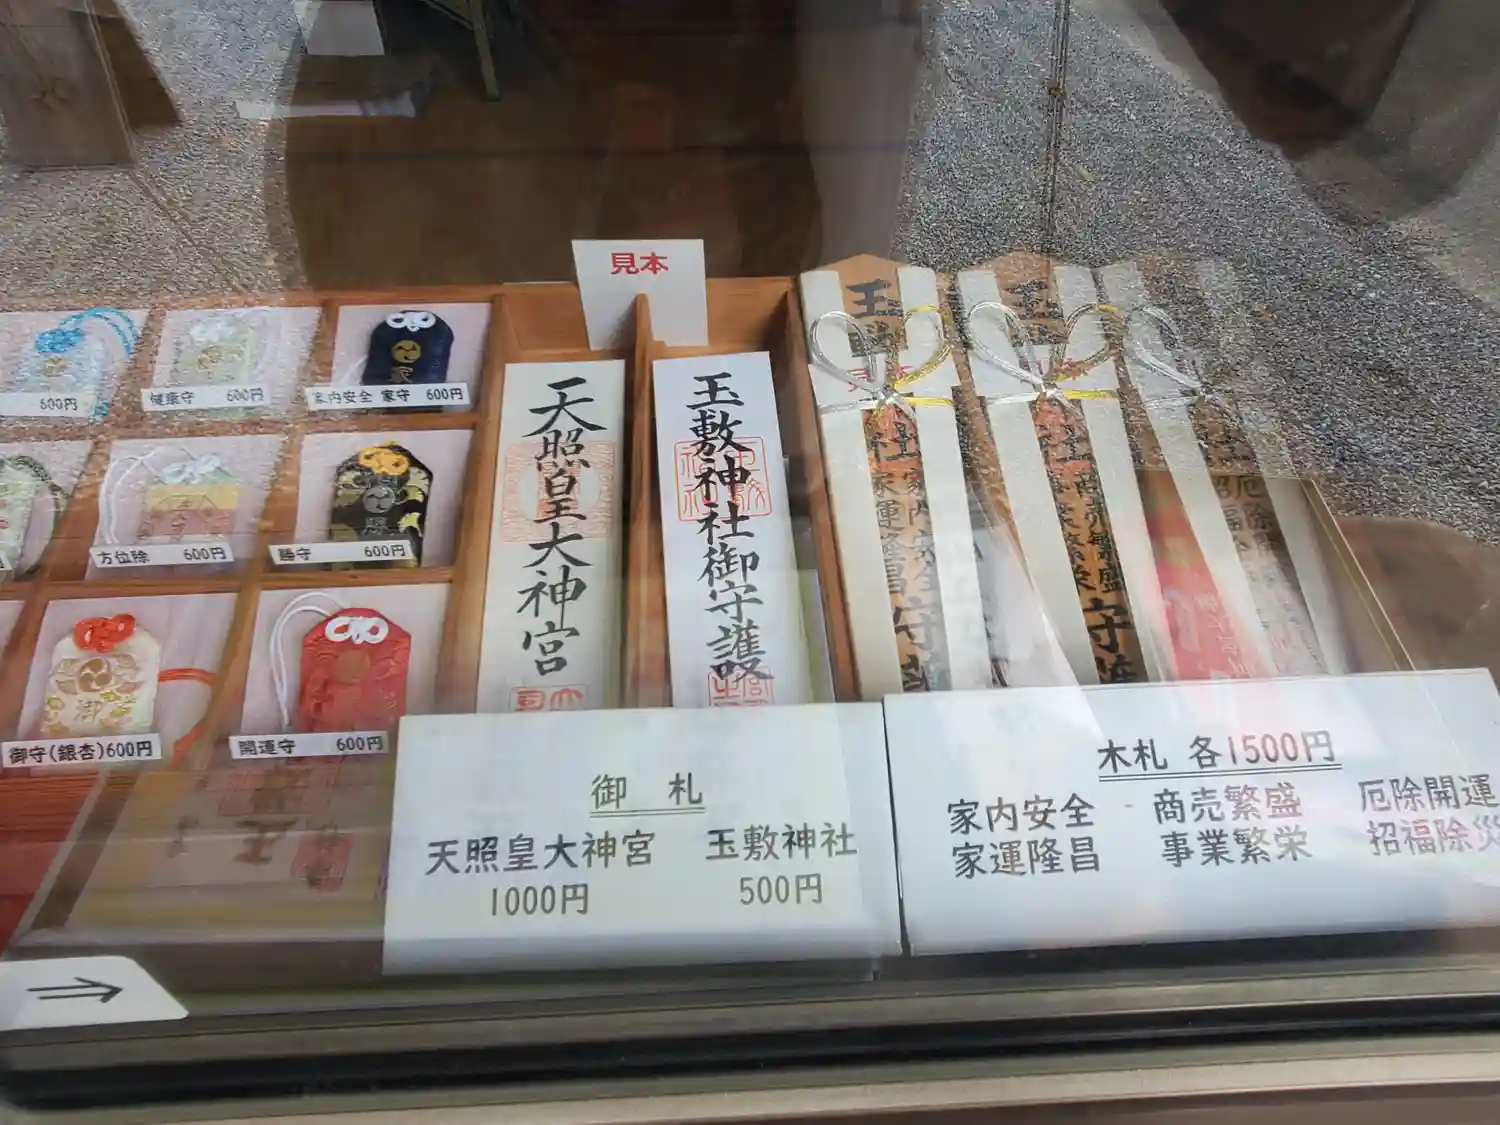 見本
600円
健康守 600円
家内安全 家守 600円
方位除 600円
勝守 600円
御守(銀杏)600円
開運守 600円
天照皇大神宮
玉敷神社御守護
御札
天照皇大神宮 玉敷神社
1000円 500円
木札 各1500円
家内安全 商売繁盛 厄除開運
家運隆昌 事業繁栄 招福除災